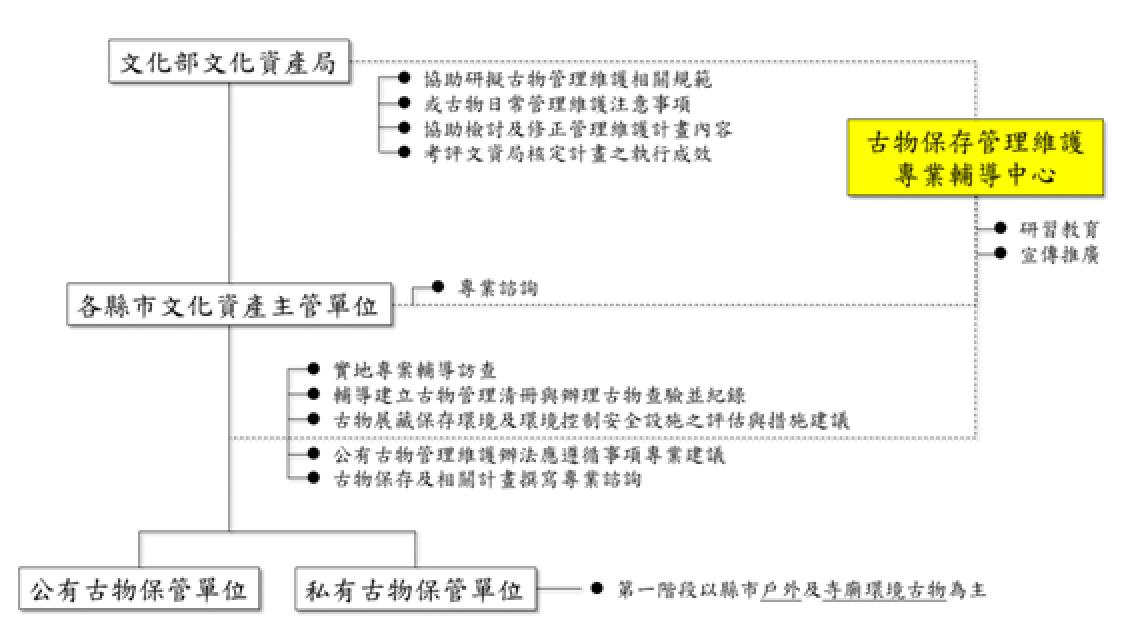 文化部文化資產局
協助研擬古物管理維護相關規範
或古物日常管理維護注意事項
協助檢討及修正管理維護計畫內容
考評文資局核定計畫之執行成效
古物保存管理維護
專業輔導中心
研習教育
宣傳推廣
各縣市文化資產主管單位
專業諮詢
實地專案輔導訪查
輔導建立古物管理清冊與辦理古物查驗並紀錄
古物展藏保存環境及環境控制安全設施之評估與措施建議
公有古物管理維護辦法應遵循事項專業建議
古物保存及相關計畫撰寫專業諮詢
公有古物保管單位
私有古物保管單位
第一階段以縣市戶外及寺廟環境古物為主